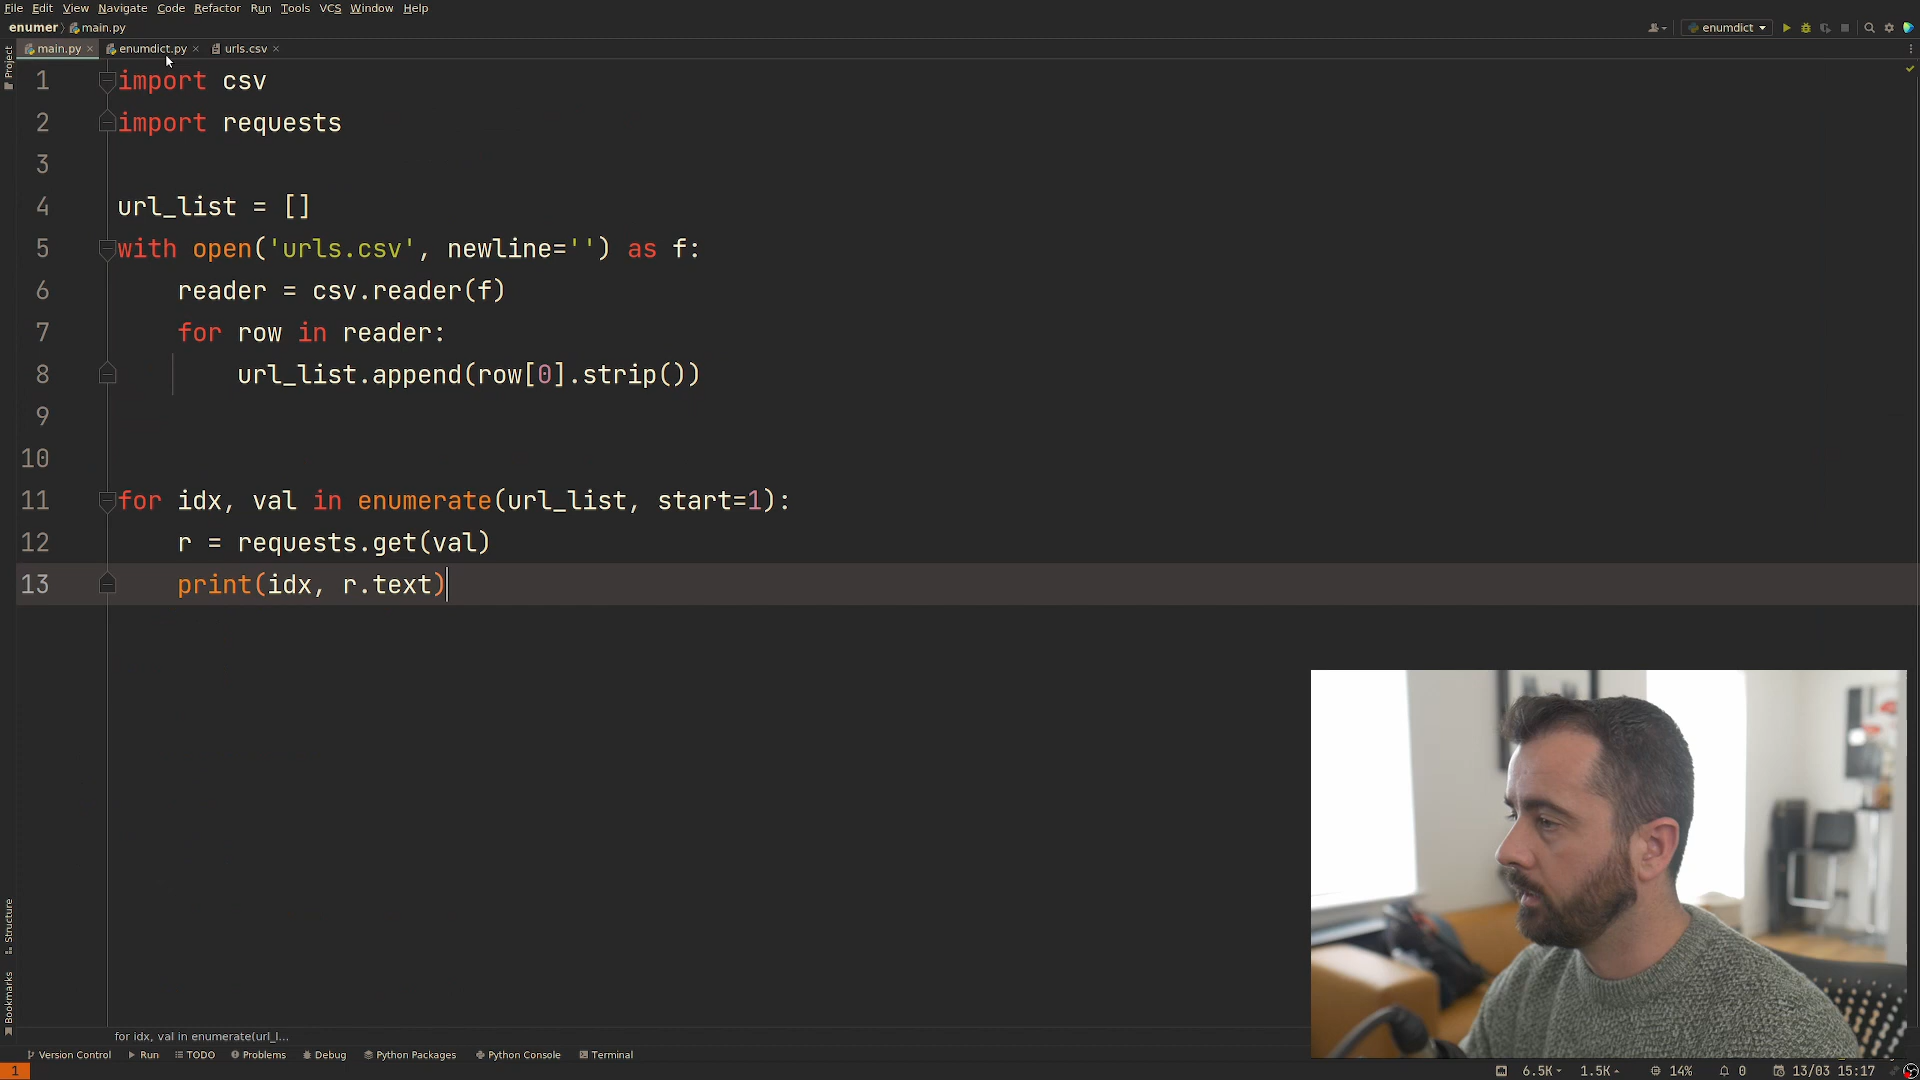 File Edit View Navigate Code Refactor Run Tools VCS Window Help
enumer main.py
enumdict
main.py enumdict.py urls.csv
Project
1 import csv
2 import requests
3
4 url_list = []
5 with open('urls.csv', newline='') as f:
6 reader = csv.reader(f)
7 for row in reader:
8 url_list.append(row[0].strip())
9
10
11 for idx, val in enumerate(url_list, start=1):
12 r = requests.get(val)
13 print(idx, r.text)
Structure
Bookmarks
for idx, val in enumerate(url_l...
Version Control Run TODO Problems Debug Python Packages Python Console Terminal
1 6.5K 1.5K 14% 0 13/03 15:17